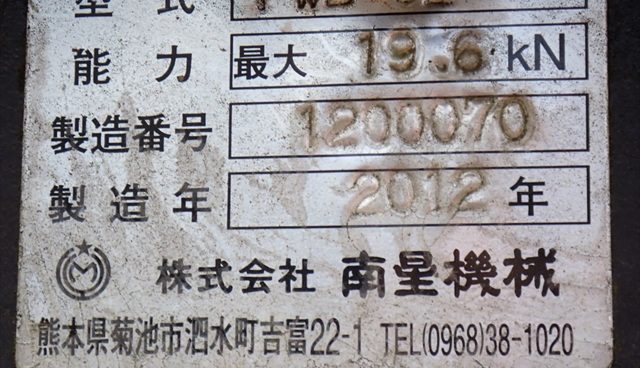 型式
能力 最大 19.6 kN
製造番号 1200070
製造年 2012 年
株式会社 南星機械
熊本県菊池市泗水町吉富22-1 TEL(0968)38-1020